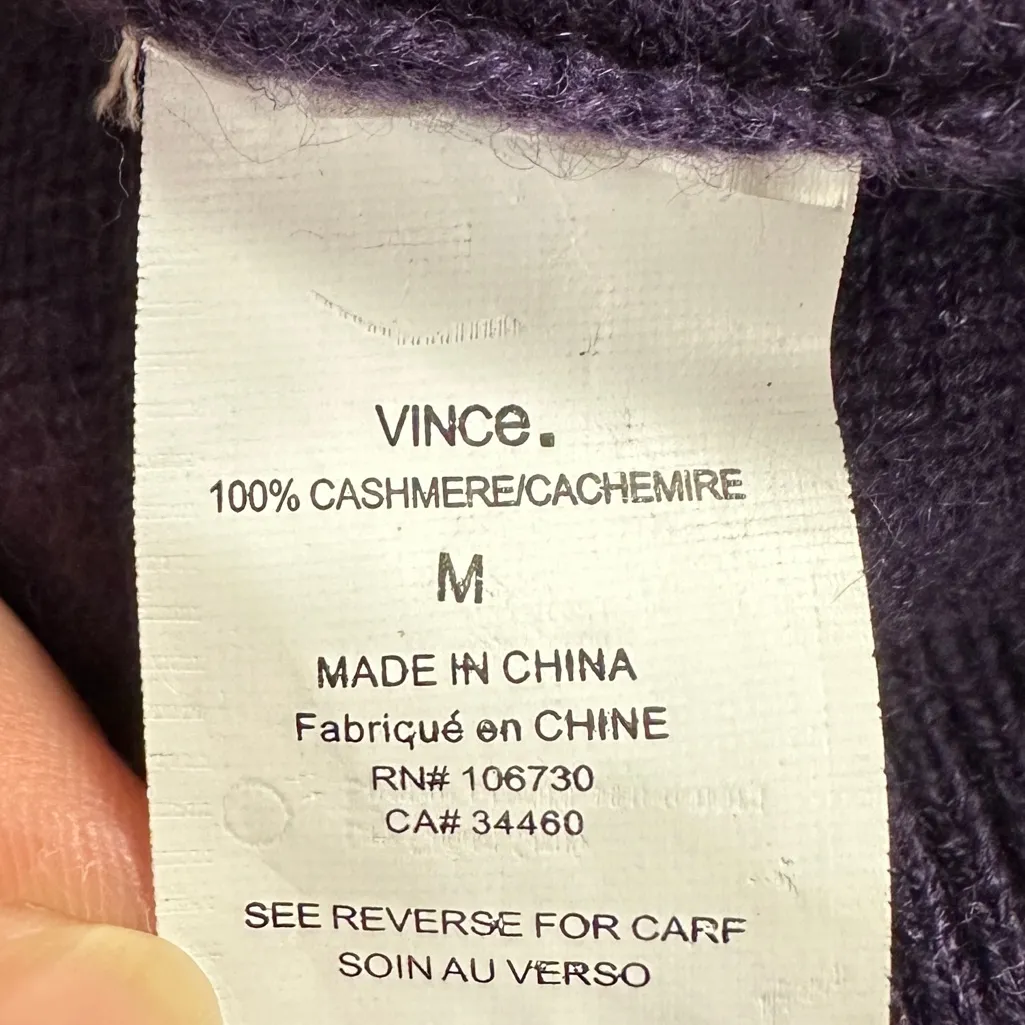 VINCe.
100% CASHMERE/CACHEMIRE
M
MADE IN CHINA
Fabriqué en CHINE
RN# 106730
CA# 34460
SEE REVERSE FOR CARE
SOIN AU VERSO